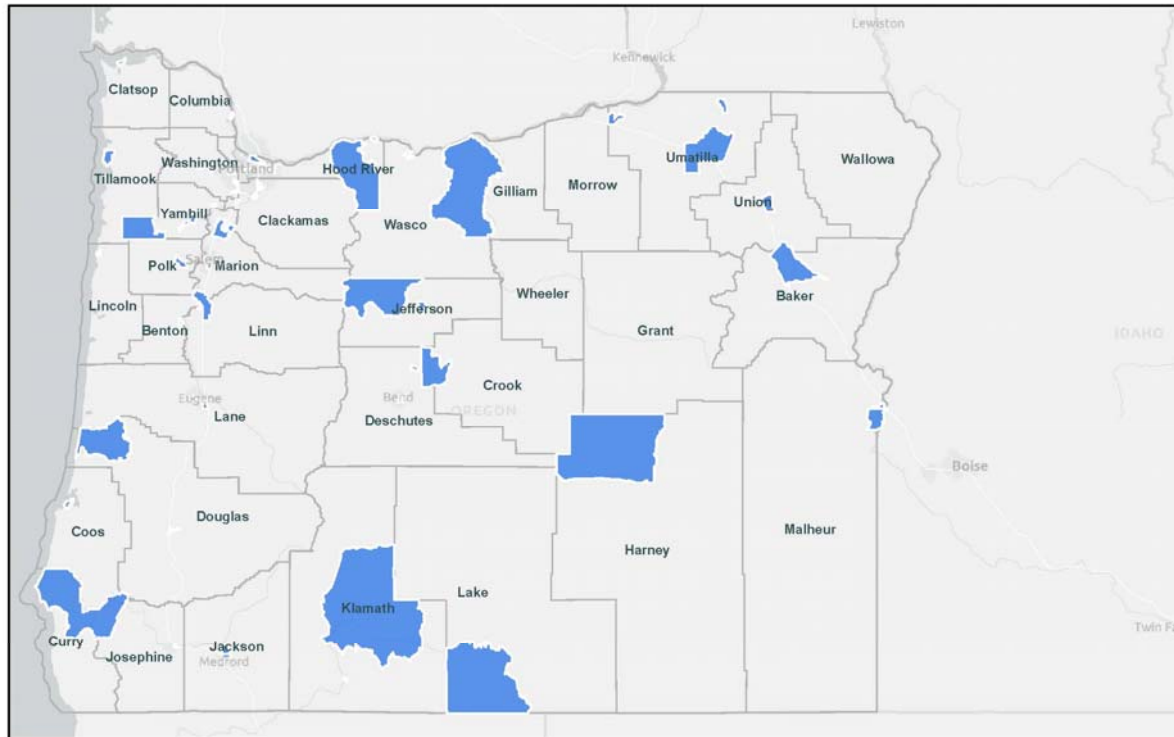 Lewiston
Kennewick
Clatsop
Columbia
Washington
Portland
Tillamook
Hood River
Umatilla
Wallowa
Gilliam
Morrow
Yamhill
Clackamas
Wasco
Union
Polk
Salem
Marion
Lincoln
Jefferson
Wheeler
Baker
Benton
Linn
Grant
IDAHO
Crook
Eugene
Lane
Bend
OREGON
Deschutes
Boise
Coos
Douglas
Malheur
Harney
Lake
Klamath
Twin Fa
Curry
Josephine
Jackson
Medford